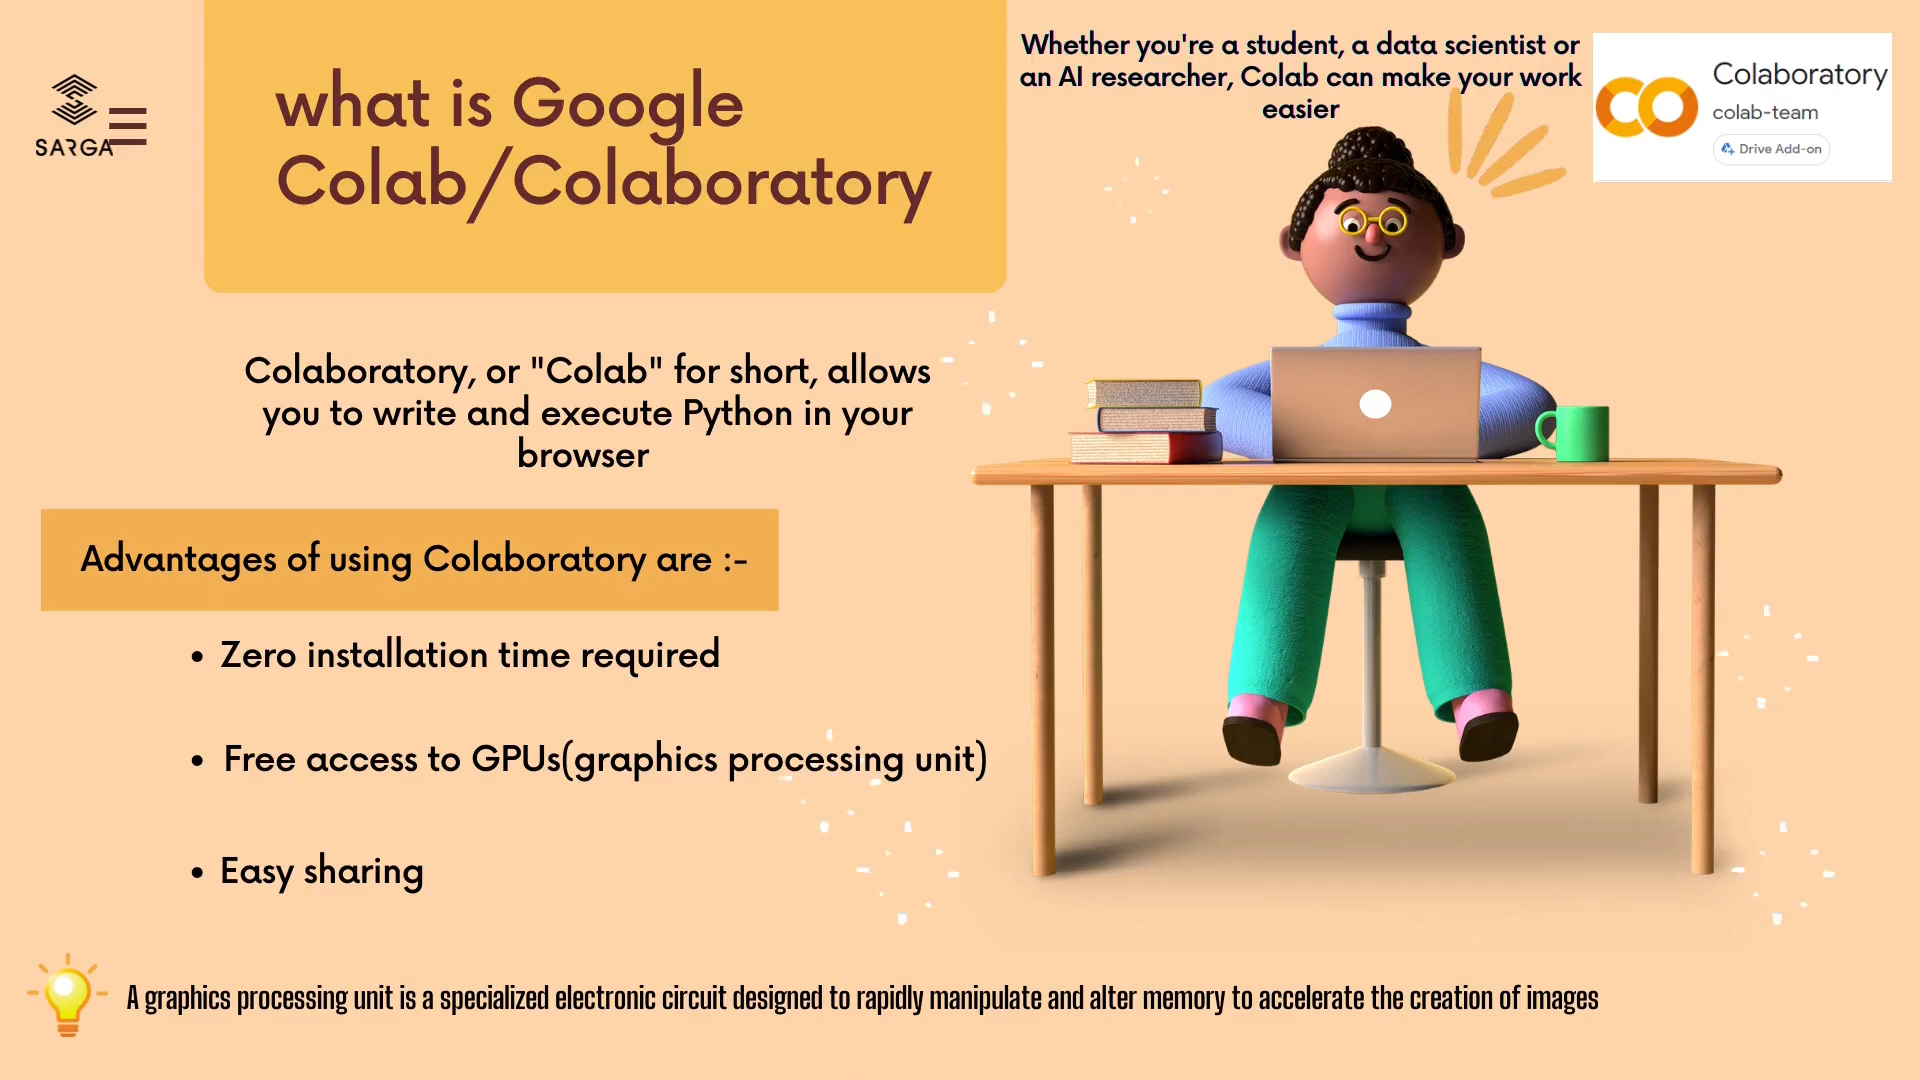 SARGA
what is Google
Colab/Colaboratory
Whether you're a student, a data scientist or
an AI researcher, Colab can make your work
easier
Colaboratory
colab-team
Drive Add-on
Colaboratory, or "Colab" for short, allows
you to write and execute Python in your
browser
Advantages of using Colaboratory are :-
• Zero installation time required
• Free access to GPUs(graphics processing unit)
• Easy sharing
A graphics processing unit is a specialized electronic circuit designed to rapidly manipulate and alter memory to accelerate the creation of images